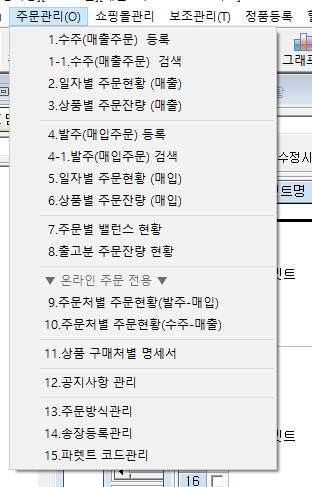 주문관리(O) 쇼핑몰관리 보조관리(T) 정품등록
1.수주(매출주문) 등록
1-1.수주(매출주문) 검색
그래프
2.일자별 주문현황 (매출)
3.상품별 주문잔량 (매출)
4.발주(매입주문) 등록
4-1.발주(매입주문) 검색
수정시
5.일자별 주문현황 (매입)
6.상품별 주문잔량 (매입)
7.주문별 밸런스 현황
8.출고분 주문잔량 현황
▼ 온라인 주문 전용 ▼
9.주문처별 주문현황(발주-매입)
10.주문처별 주문현황(수주-매출)
11.상품 구매처별 명세서
12.공지사항 관리
13.주문방식관리
14.송장등록관리
15.파렛트 코드관리
16